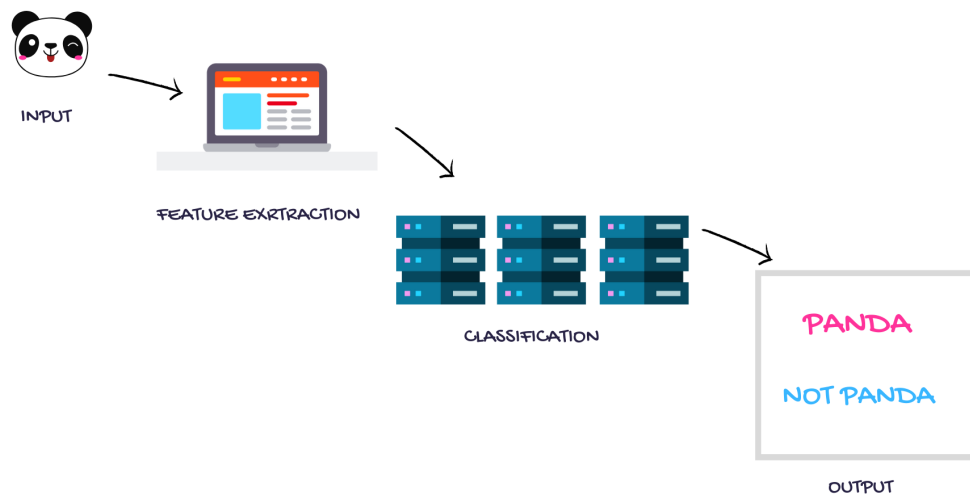 INPUT
FEATURE EXRTRACTION
CLASSIFICATION
PANDA
NOT PANDA
OUTPUT